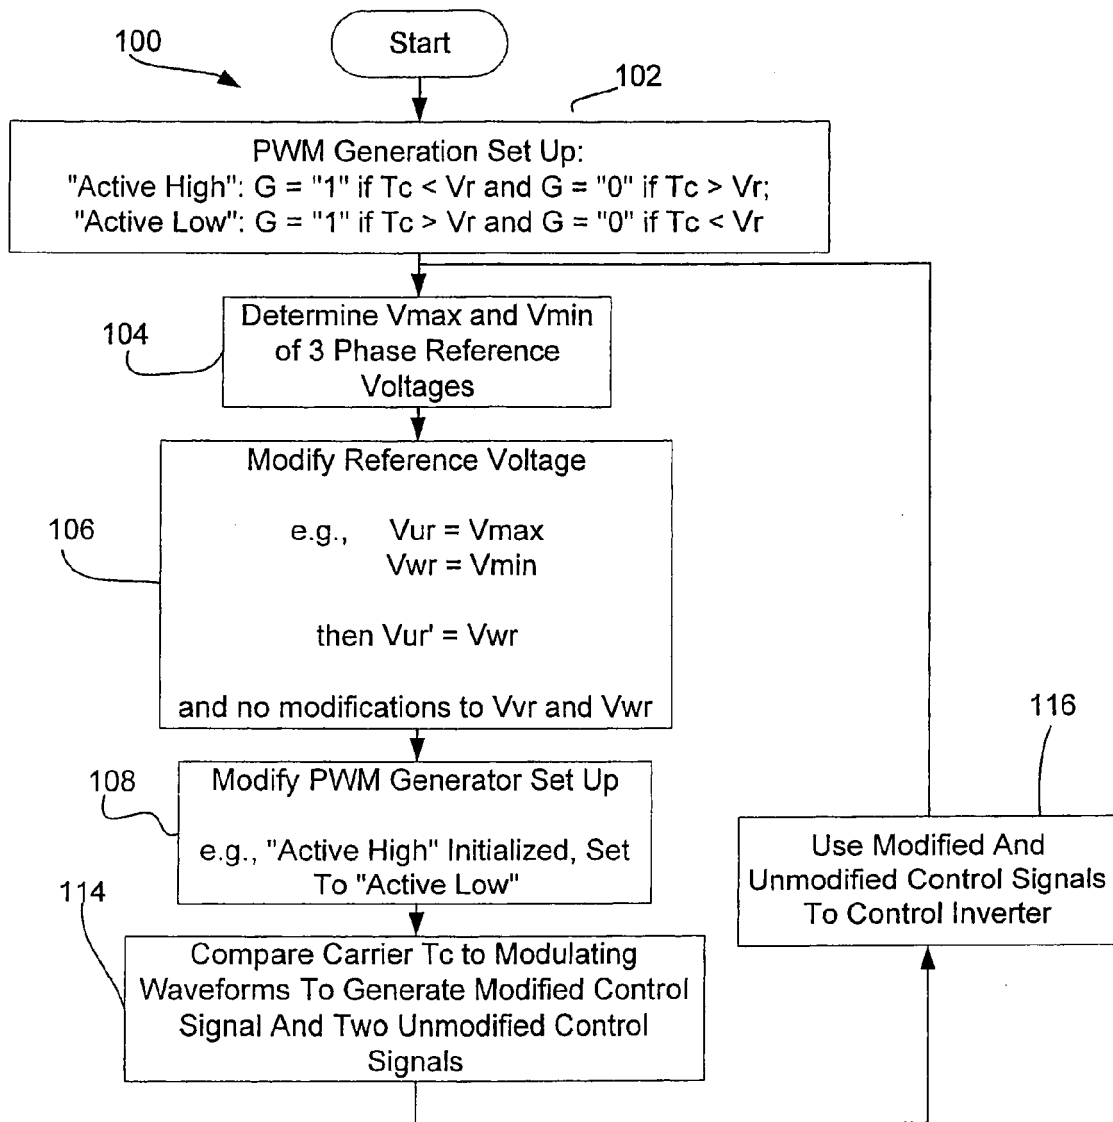 Start
100
102
PWM Generation Set Up:
"Active High": G = "1" if Tc < Vr and G = "0" if Tc > Vr;
"Active Low": G = "1" if Tc > Vr and G = "0" if Tc < Vr
104
Determine Vmax and Vmin
of 3 Phase Reference
Voltages
106
Modify Reference Voltage
e.g., Vur = Vmax
Vwr = Vmin
then Vur' = Vwr
and no modifications to Vvr and Vwr
108
Modify PWM Generator Set Up
e.g., "Active High" Initialized, Set
To "Active Low"
114
Compare Carrier Tc to Modulating
Waveforms To Generate Modified Control
Signal And Two Unmodified Control
Signals
116
Use Modified And
Unmodified Control Signals
To Control Inverter